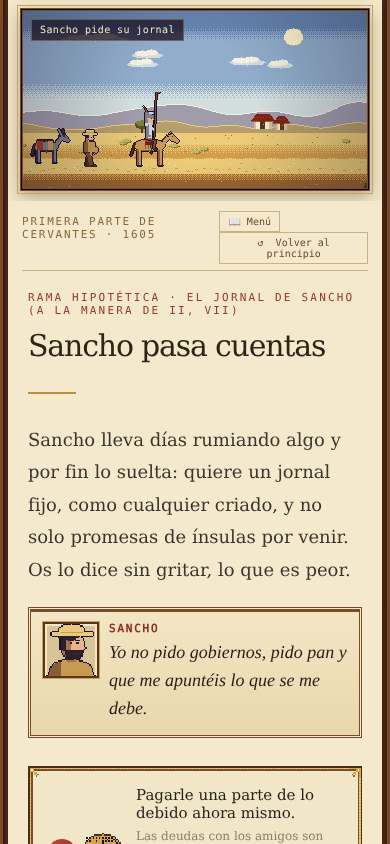 Sancho pide su jornal
PRIMERA PARTE DE
CERVANTES · 1605
📖 Menú
↺ Volver al
principio
RAMA HIPOTÉTICA · EL JORNAL DE SANCHO
(A LA MANERA DE II, VII)
Sancho pasa cuentas
Sancho lleva días rumiando algo y
por fin lo suelta: quiere un jornal
fijo, como cualquier criado, y no
solo promesas de ínsulas por venir.
Os lo dice sin gritar, lo que es peor.
SANCHO
Yo no pido gobiernos, pido pan y
que me apuntéis lo que se me
debe.
Pagarle una parte de lo
debido ahora mismo.
Las deudas con los amigos son